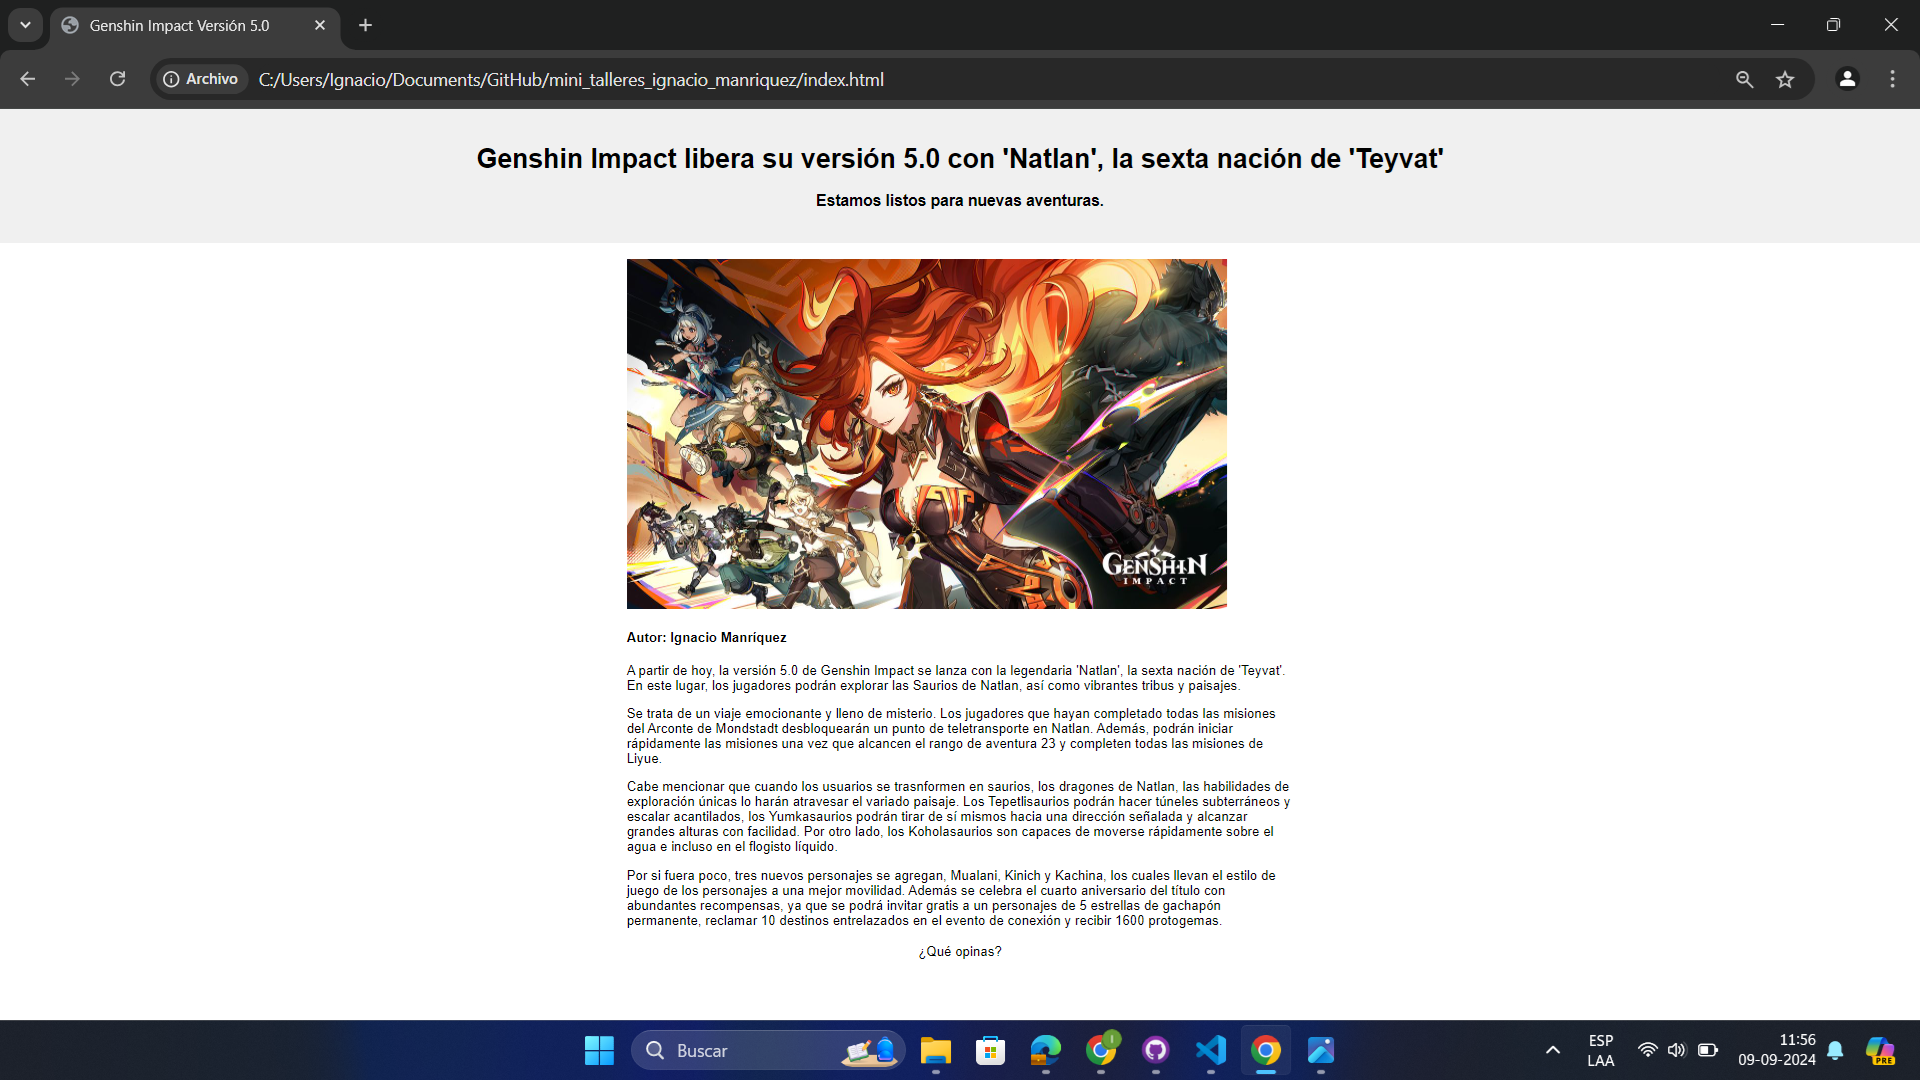 Genshin Impact Versión 5.0
Archivo C:/Users/Ignacio/Documents/GitHub/mini_talleres_ignacio_manriquez/index.html
Genshin Impact libera su versión 5.0 con 'Natlan', la sexta nación de 'Teyvat'
Estamos listos para nuevas aventuras.
GENSHIN
IMPACT
Autor: Ignacio Manríquez
A partir de hoy, la versión 5.0 de Genshin Impact se lanza con la legendaria 'Natlan', la sexta nación de 'Teyvat'.
En este lugar, los jugadores podrán explorar las Saurios de Natlan, así como vibrantes tribus y paisajes.
Se trata de un viaje emocionante y lleno de misterio. Los jugadores que hayan completado todas las misiones
del Arconte de Mondstadt desbloquearán un punto de teletransporte en Natlan. Además, podrán iniciar
rápidamente las misiones una vez que alcancen el rango de aventura 23 y completen todas las misiones de
Liyue.
Cabe mencionar que cuando los usuarios se trasnformen en saurios, los dragones de Natlan, las habilidades de
exploración únicas lo harán atravesar el variado paisaje. Los Tepetlisaurios podrán hacer túneles subterráneos y
escalar acantilados, los Yumkasaurios podrán tirar de sí mismos hacia una dirección señalada y alcanzar
grandes alturas con facilidad. Por otro lado, los Koholasaurios son capaces de moverse rápidamente sobre el
agua e incluso en el flogisto líquido.
Por si fuera poco, tres nuevos personajes se agregan, Mualani, Kinich y Kachina, los cuales llevan el estilo de
juego de los personajes a una mejor movilidad. Además se celebra el cuarto aniversario del título con
abundantes recompensas, ya que se podrá invitar gratis a un personajes de 5 estrellas de gachapón
permanente, reclamar 10 destinos entrelazados en el evento de conexión y recibir 1600 protogemas.
¿Qué opinas?
Buscar
I
ESP
LAA
11:56
09-09-2024
PRE